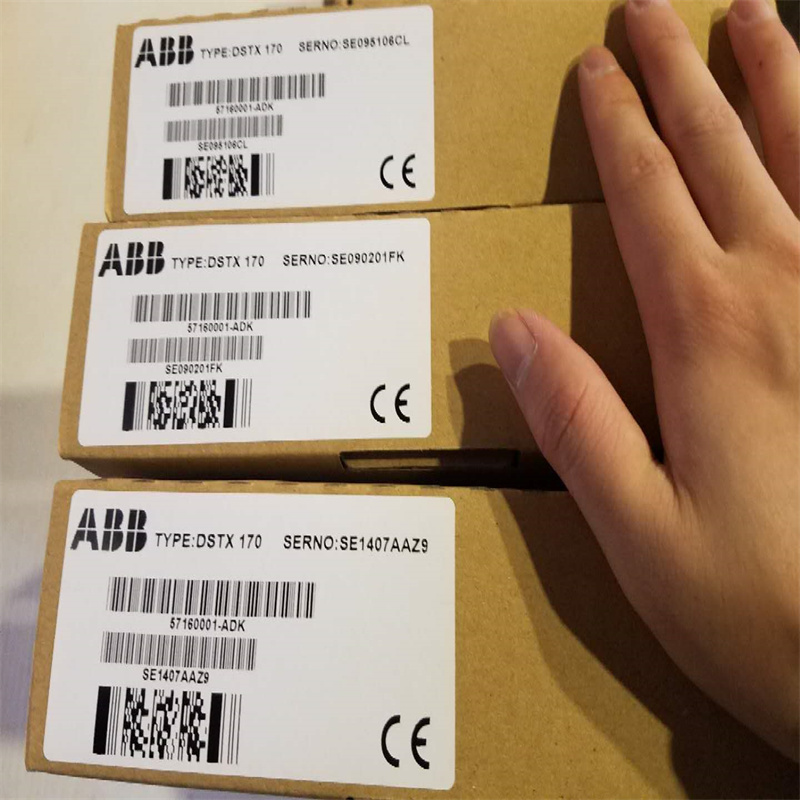 ABB TYPE:DSTX 170 SERNO:SE095106CL
57160001-ADK
SE095106CL
CE
ABB TYPE:DSTX 170 SERNO:SE090201FK
57160001-ADK
SE090201FK
CE
ABB TYPE:DSTX 170 SERNO:SE1407AAZ9
57160001-ADK
SE1407AAZ9
CE